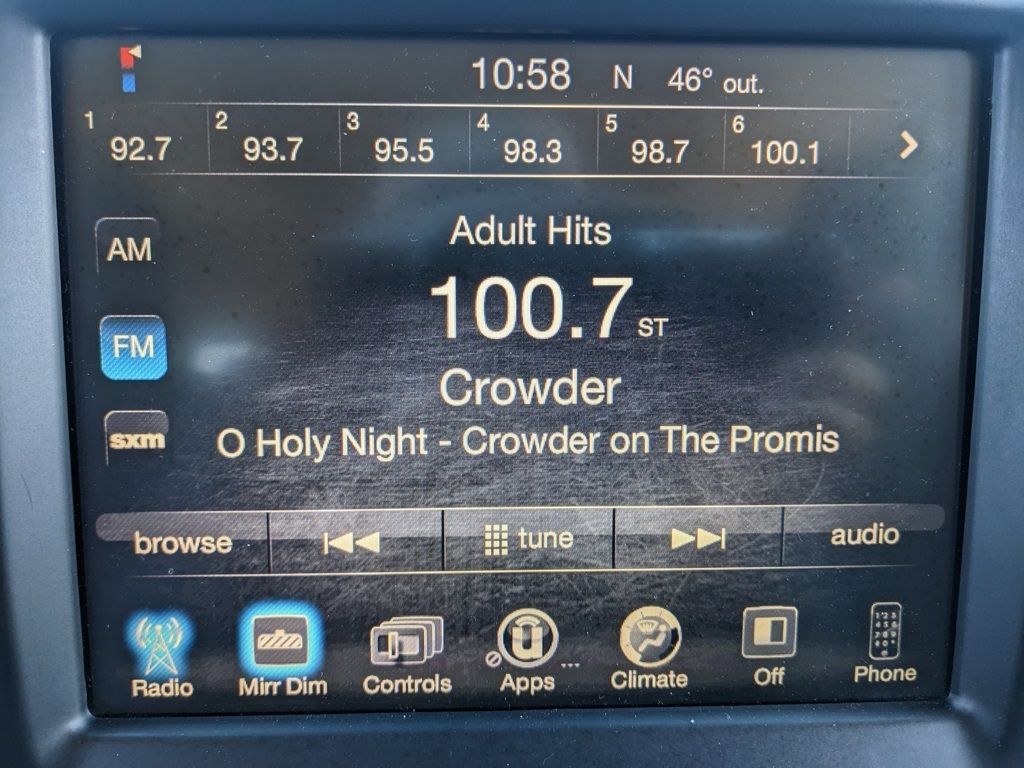 10:58 N 46° out.
1 92.7 2 93.7 3 95.5 4 98.3 5 98.7 6 100.1
Adult Hits
AM
100.7 ST
FM
Crowder
sxm
O Holy Night - Crowder on The Promis
browse tune audio
Radio Mirr Dim Controls Apps Climate Off Phone